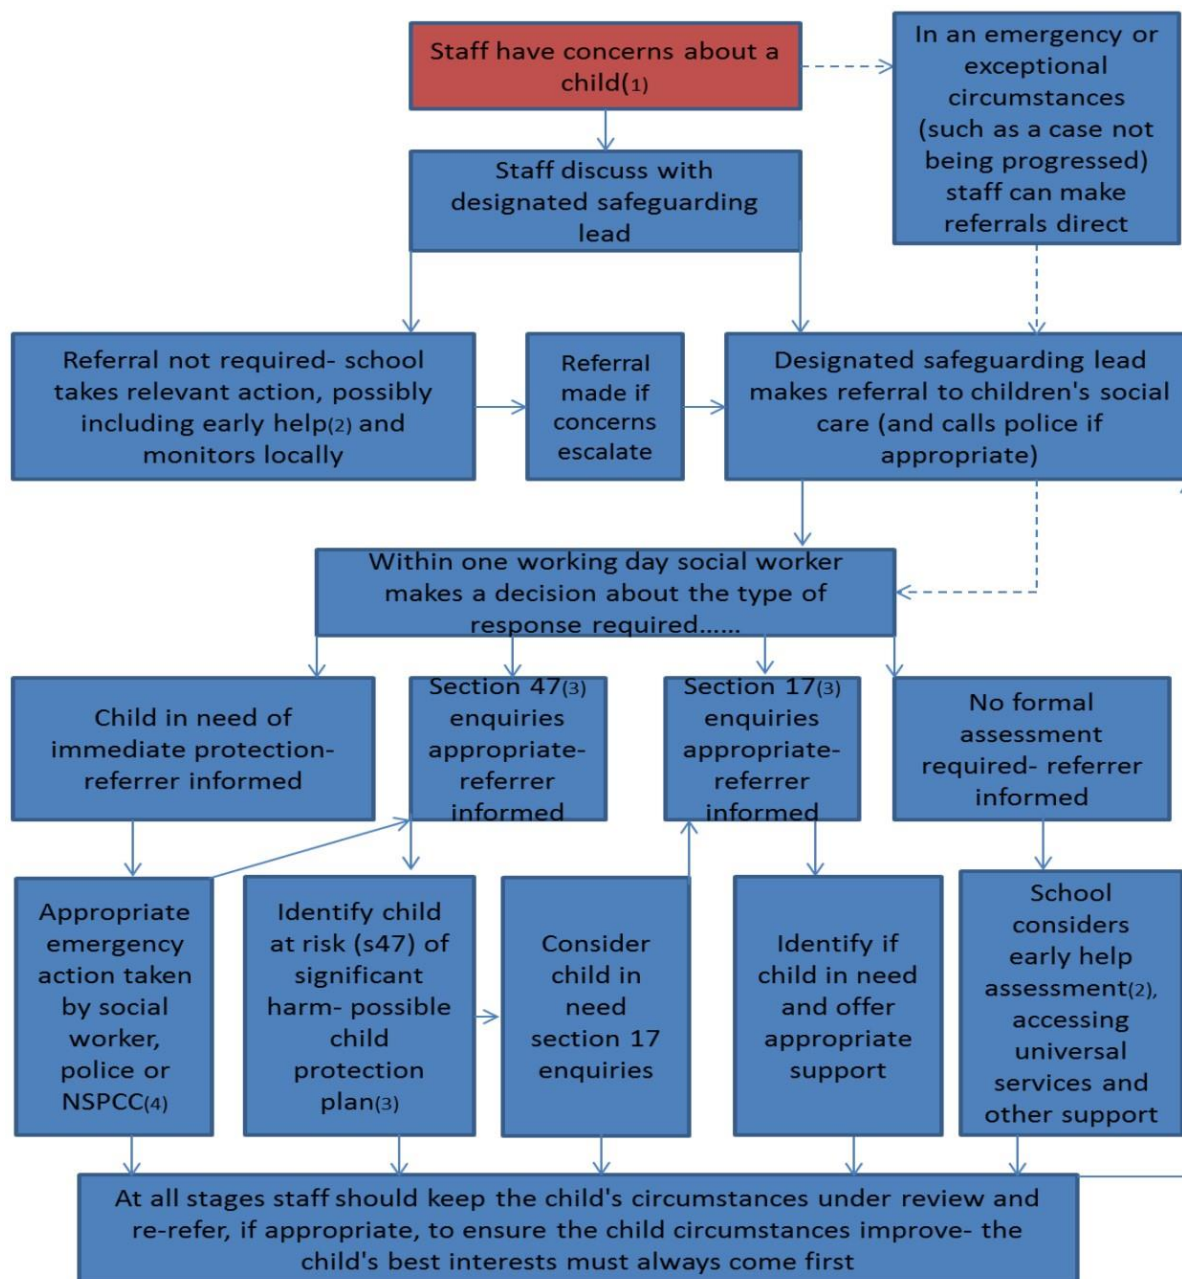 Staff have concerns about a
child(1)
In an emergency or
exceptional
circumstances
(such as a case not
being progressed)
staff can make
referrals direct
Staff discuss with
designated safeguarding
lead
Referral not required- school
takes relevant action, possibly
including early help(2) and
monitors locally
Referral
made if
concerns
escalate
Designated safeguarding lead
makes referral to children's social
care (and calls police if
appropriate)
Within one working day social worker
makes a decision about the type of
response required......
Child in need of
immediate protection-
referrer informed
Section 47(3)
enquiries
appropriate-
referrer
informed
Section 17(3)
enquiries
appropriate-
referrer
informed
No formal
assessment
required- referrer
informed
Appropriate
emergency
action taken
by social
worker,
police or
NSPCC(4)
Identify child
at risk (s47) of
significant
harm- possible
child
protection
plan(3)
Consider
child in
need
section 17
enquiries
Identify if
child in need
and offer
appropriate
support
School
considers
early help
assessment(2),
accessing
universal
services and
other support
At all stages staff should keep the child's circumstances under review and
re-refer, if appropriate, to ensure the child circumstances improve- the
child's best interests must always come first